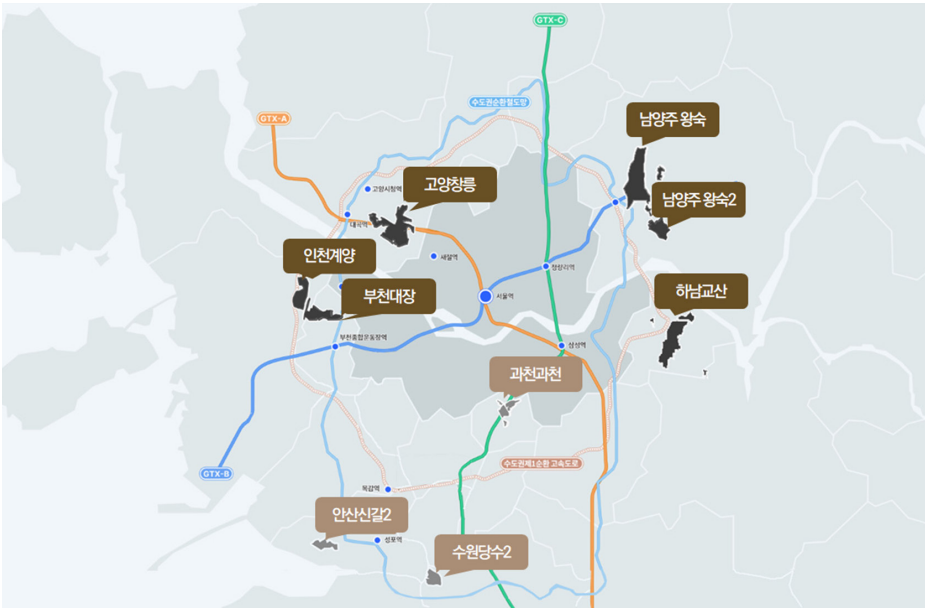 GTX-C
수도권순환철도망
GTX-A
남양주 왕숙
고양창릉
고양시청역
남양주 왕숙2
대곡역
인천계양
새절역
청량리역
하남교산
부천대장
서울역
부천종합운동장역
삼성역
과천과천
GTX-B
수도권제1순환 고속도로
목감역
안산신갈2
성포역
수원당수2